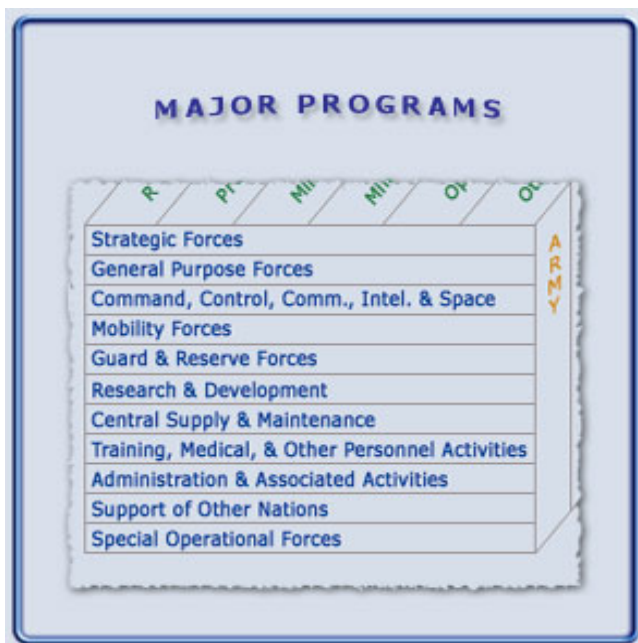 MAJOR PROGRAMS
Strategic Forces
General Purpose Forces
Command, Control, Comm., Intel. & Space
Mobility Forces
Guard & Reserve Forces
Research & Development
Central Supply & Maintenance
Training, Medical, & Other Personnel Activities
Administration & Associated Activities
Support of Other Nations
Special Operational Forces
ARMY